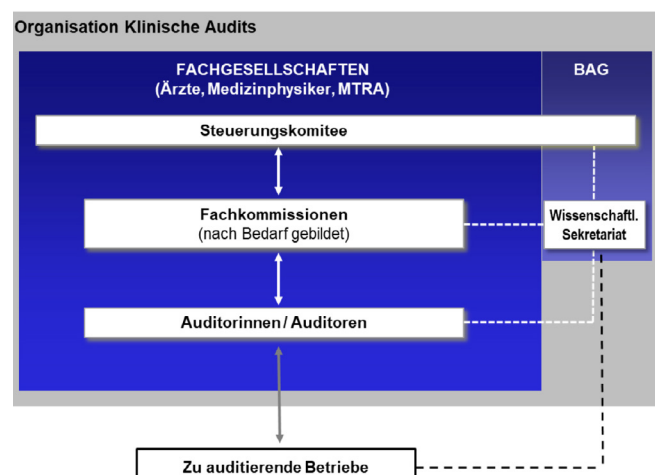 Organisation Klinische Audits
FACHGESELLSCHAFTEN
(Ärzte, Medizinphysiker, MTRA)
BAG
Steuerungskomitee
Fachkommissionen
(nach Bedarf gebildet)
Wissenschaftl.
Sekretariat
Auditorinnen / Auditoren
Zu auditierende Betriebe